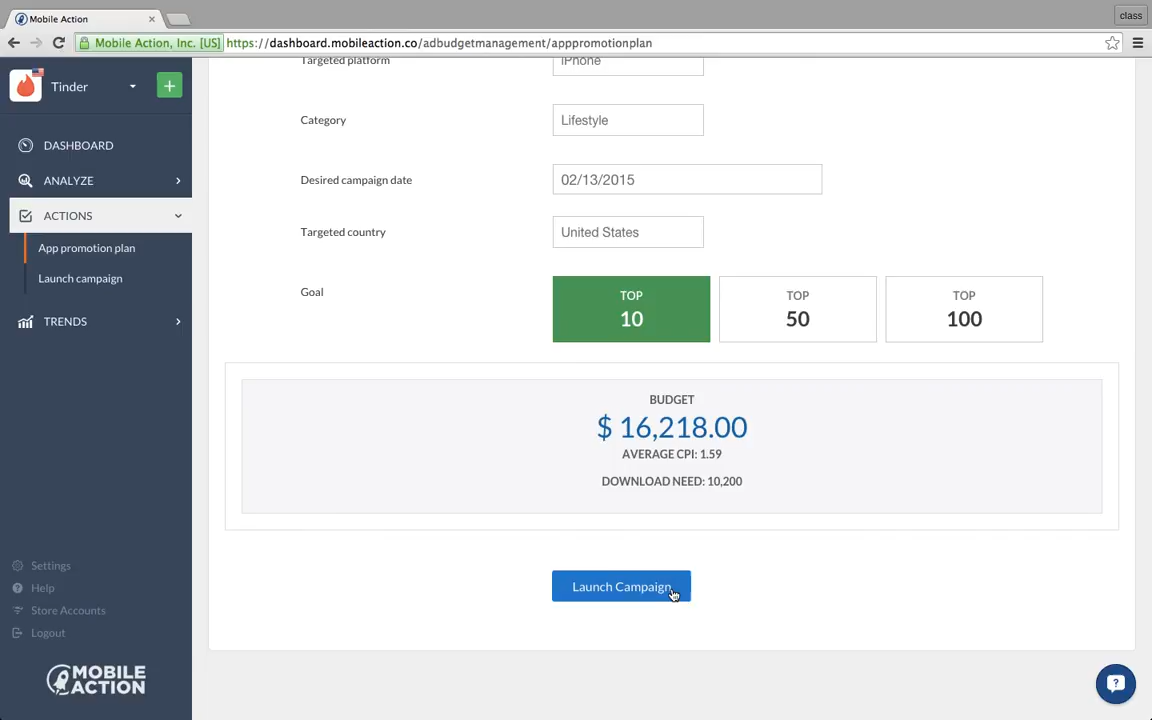 Mobile Action
class
Mobile Action, Inc. [US] https://dashboard.mobileaction.co/adbudgetmanagement/apppromotionplan
Tinder
DASHBOARD
ANALYZE
ACTIONS
App promotion plan
Launch campaign
TRENDS
Settings
Help
Store Accounts
Logout
MOBILE
ACTION
Targeted platform iPhone
Category Lifestyle
Desired campaign date 02/13/2015
Targeted country United States
Goal
TOP
10
TOP
50
TOP
100
BUDGET
$ 16,218.00
AVERAGE CPI: 1.59
DOWNLOAD NEED: 10,200
Launch Campaign